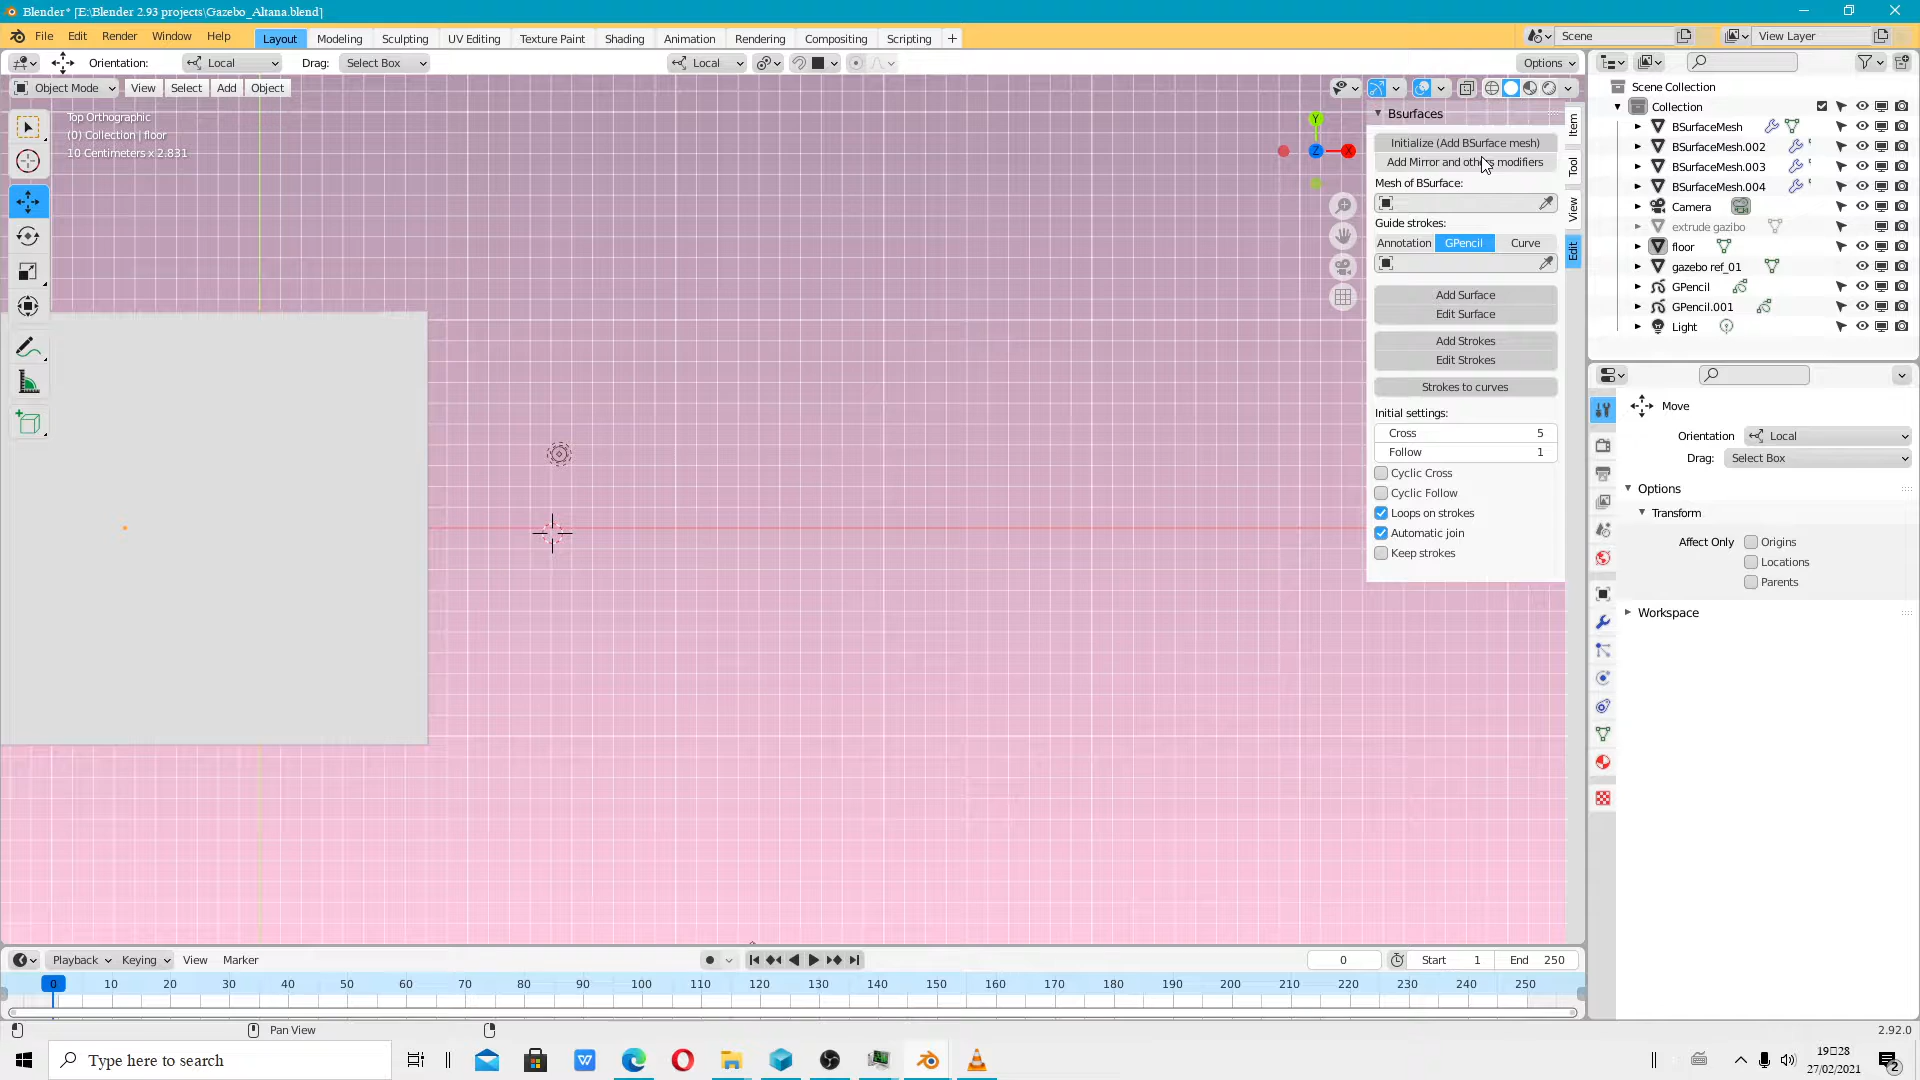 Blender* [E:\Blender 2.93 projects\Gazebo_Altana.blend]
File Edit Render Window Help Layout Modeling Sculpting UV Editing Texture Paint Shading Animation Rendering Compositing Scripting + Scene View Layer
Orientation: Local Drag: Select Box Local Options
Object Mode View Select Add Object
Top Orthographic
(0) Collection | floor
10 Centimeters x 2.831
Y
Z
X
Bsurfaces
Initialize (Add BSurface mesh)
Add Mirror and others modifiers
Mesh of BSurface:
Guide strokes:
Annotation GPencil Curve
Add Surface
Edit Surface
Add Strokes
Edit Strokes
Strokes to curves
Initial settings:
Cross 5
Follow 1
Cyclic Cross
Cyclic Follow
Loops on strokes
Automatic join
Keep strokes
Item
Tool
View
Edit
Scene Collection
Collection
BSurfaceMesh
BSurfaceMesh.002
BSurfaceMesh.003
BSurfaceMesh.004
Camera
extrude gazibo
floor
gazebo ref_01
GPencil
GPencil.001
Light
Move
Orientation Local
Drag: Select Box
Options
Transform
Affect Only Origins
Locations
Parents
Workspace
Playback Keying View Marker 0 Start 1 End 250
0 10 20 30 40 50 60 70 80 90 100 110 120 130 140 150 160 170 180 190 200 210 220 230 240 250
Pan View 2.92.0
Type here to search
19▯28
27/02/2021
2